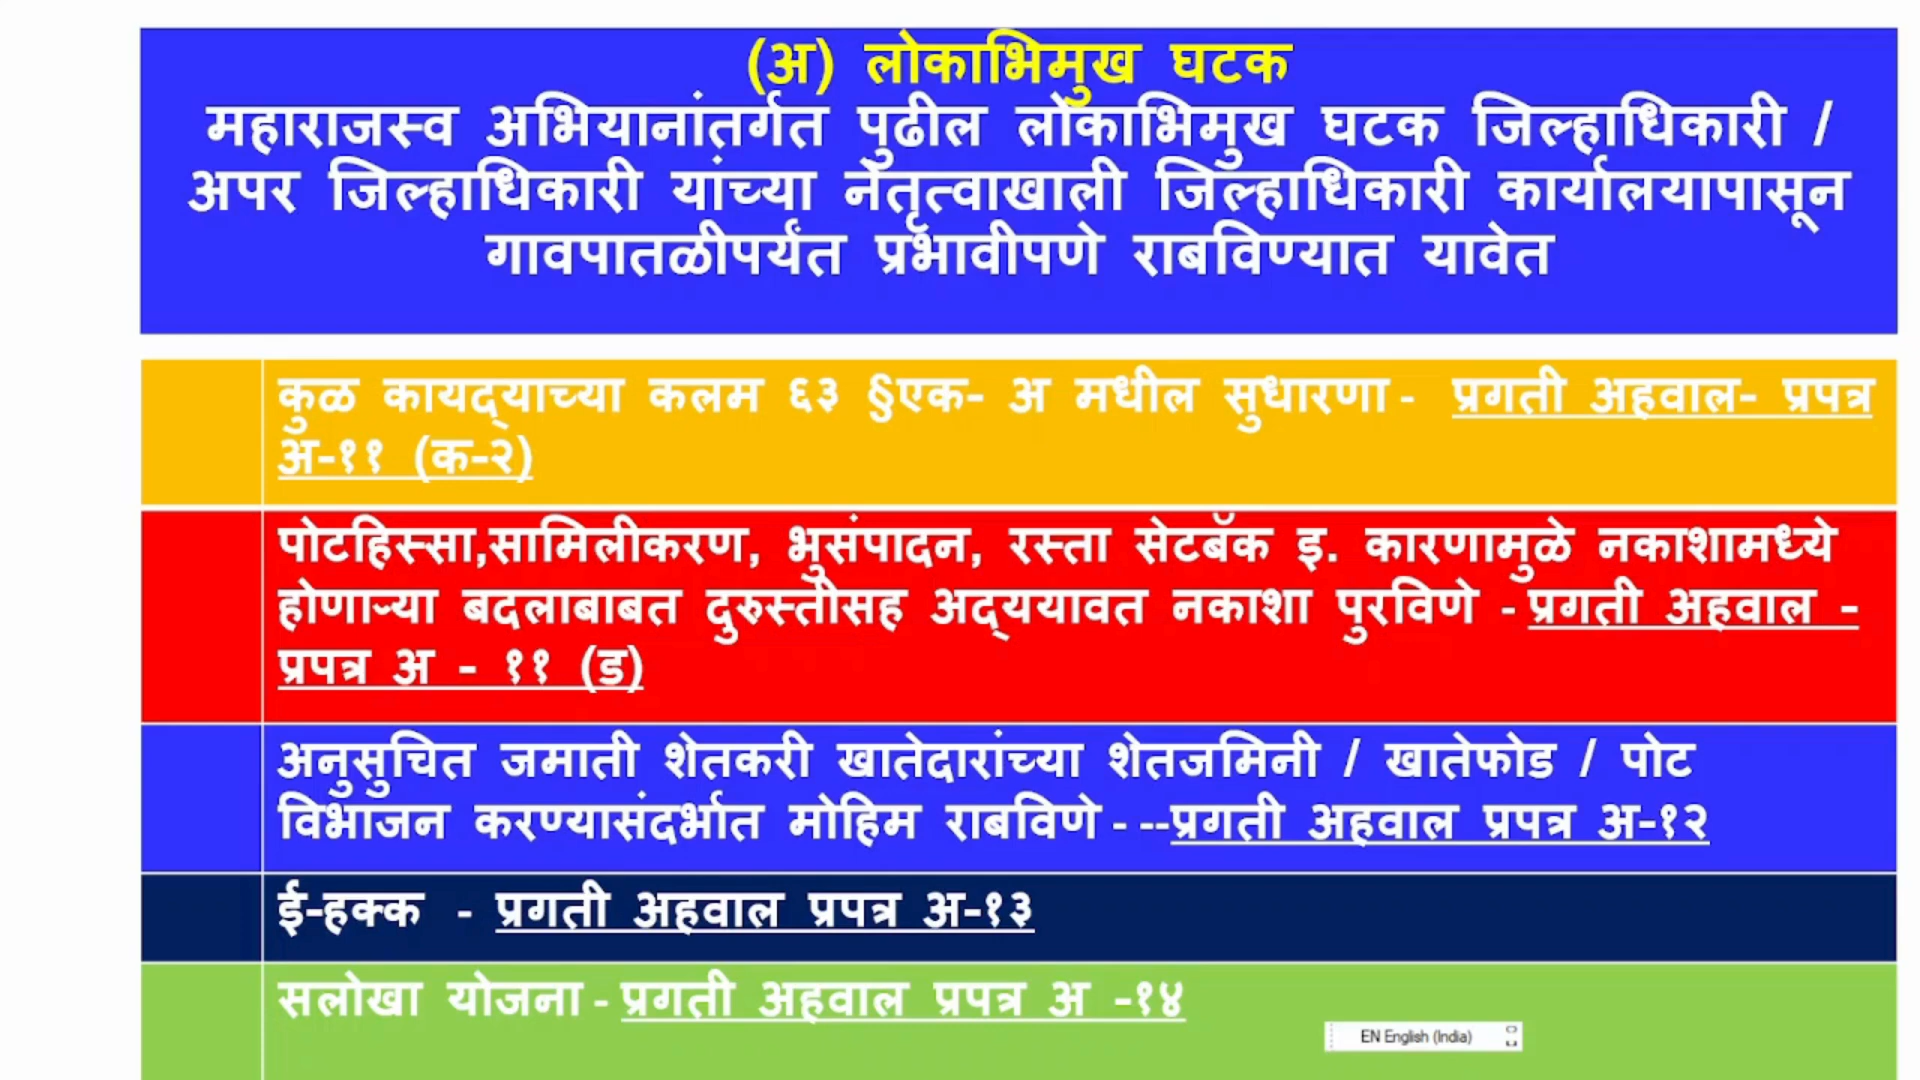 (अ) लोकाभिमुख घटक
महाराजस्व अभियानांतर्गत पुढील लोकाभिमुख घटक जिल्हाधिकारी /
अपर जिल्हाधिकारी यांच्या नेतृत्वाखाली जिल्हाधिकारी कार्यालयापासून
गावपातळीपर्यंत प्रभावीपणे राबविण्यात यावेत
कुळ कायद्याच्या कलम ६३ §एक- अ मधील सुधारणा - प्रगती अहवाल- प्रपत्र
अ-११ (क-२)
पोटहिस्सा,सामिलीकरण, भुसंपादन, रस्ता सेटबॅक इ. कारणामुळे नकाशामध्ये
होणाऱ्या बदलाबाबत दुरुस्तीसह अद्ययावत नकाशा पुरविणे - प्रगती अहवाल -
प्रपत्र अ - ११ (ड)
अनुसुचित जमाती शेतकरी खातेदारांच्या शेतजमिनी / खातेफोड / पोट
विभाजन करण्यासंदर्भात मोहिम राबविणे - --प्रगती अहवाल प्रपत्र अ-१२
ई-हक्क - प्रगती अहवाल प्रपत्र अ-१३
सलोखा योजना - प्रगती अहवाल प्रपत्र अ -१४
EN English (India)